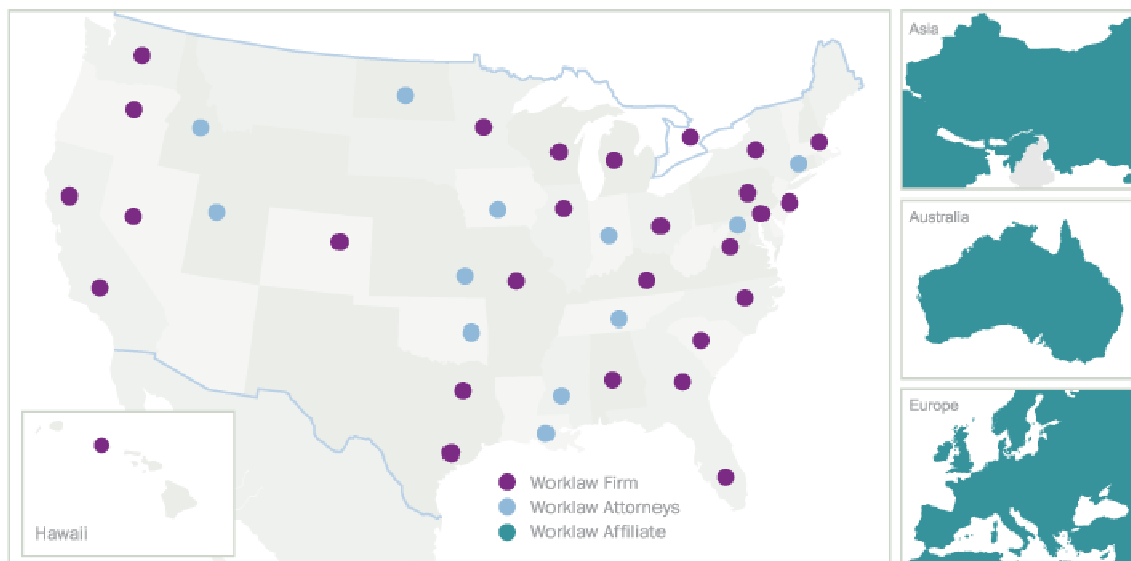 Asia
Australia
Europe
Worklaw Firm
Worklaw Attorneys
Worklaw Affiliate
Hawaii